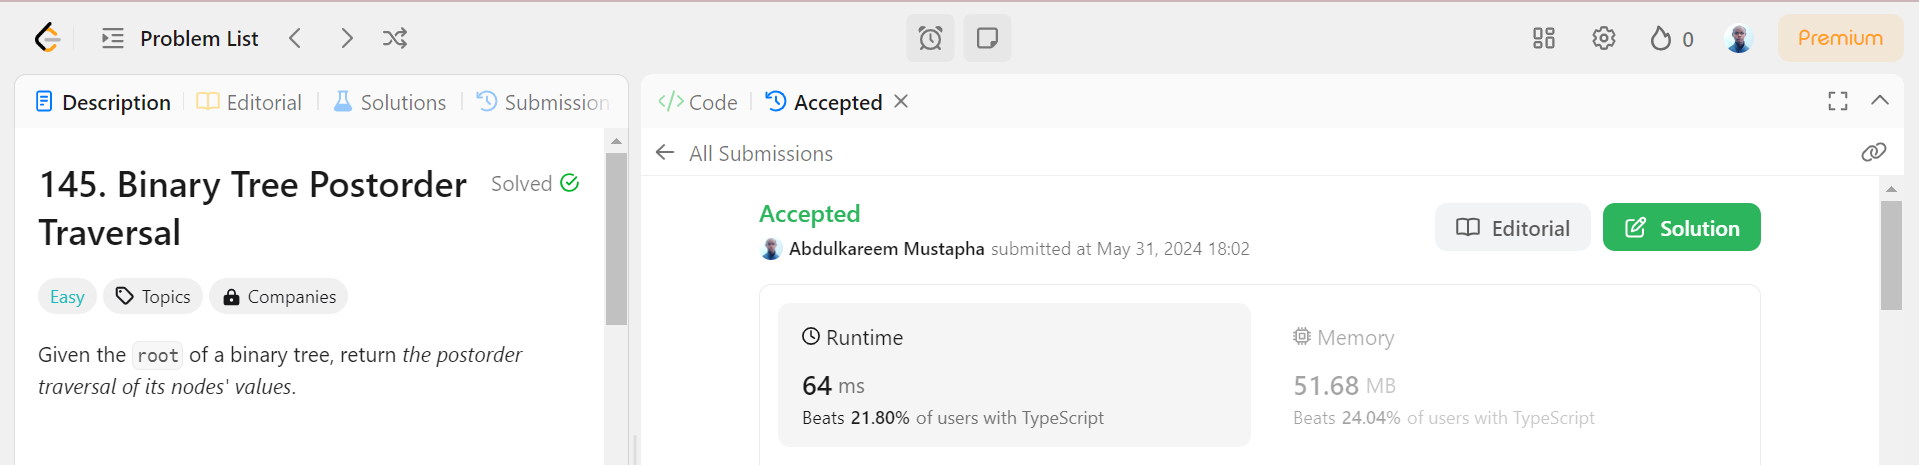 Problem List
0
Premium
Description
Editorial
Solutions
Submission
145. Binary Tree Postorder
Traversal
Solved
Easy
Topics
Companies
Given the root of a binary tree, return the postorder
traversal of its nodes' values.
</> Code
Accepted
All Submissions
Accepted
Abdulkareem Mustapha submitted at May 31, 2024 18:02
Editorial
Solution
Runtime
64 ms
Beats 21.80% of users with TypeScript
Memory
51.68 MB
Beats 24.04% of users with TypeScript